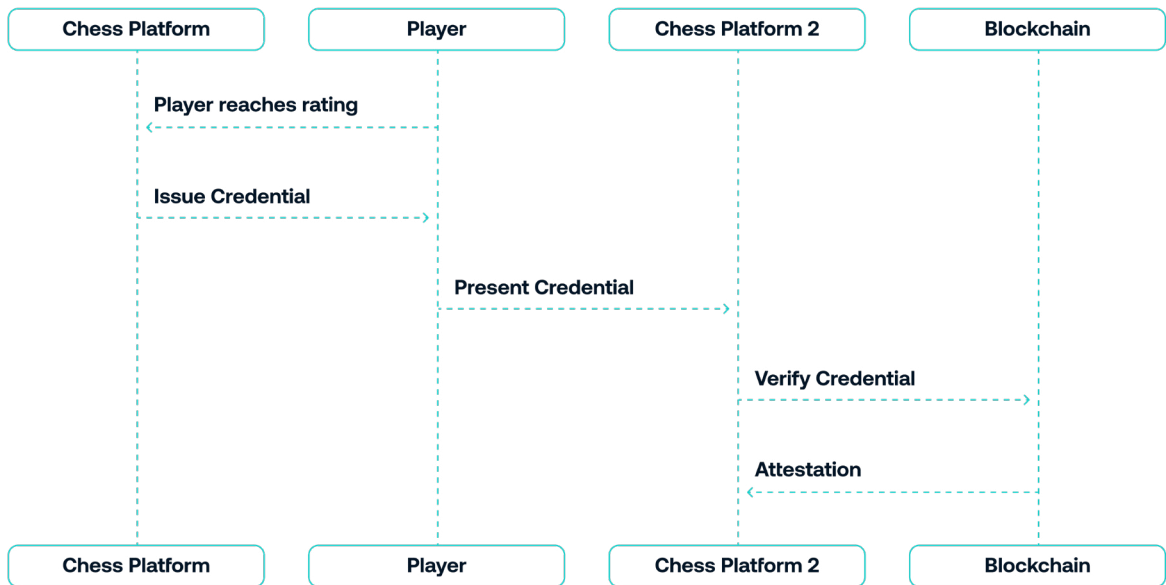 Chess Platform
Player
Chess Platform 2
Blockchain
Player reaches rating
Issue Credential
Present Credential
Verify Credential
Attestation
Chess Platform
Player
Chess Platform 2
Blockchain